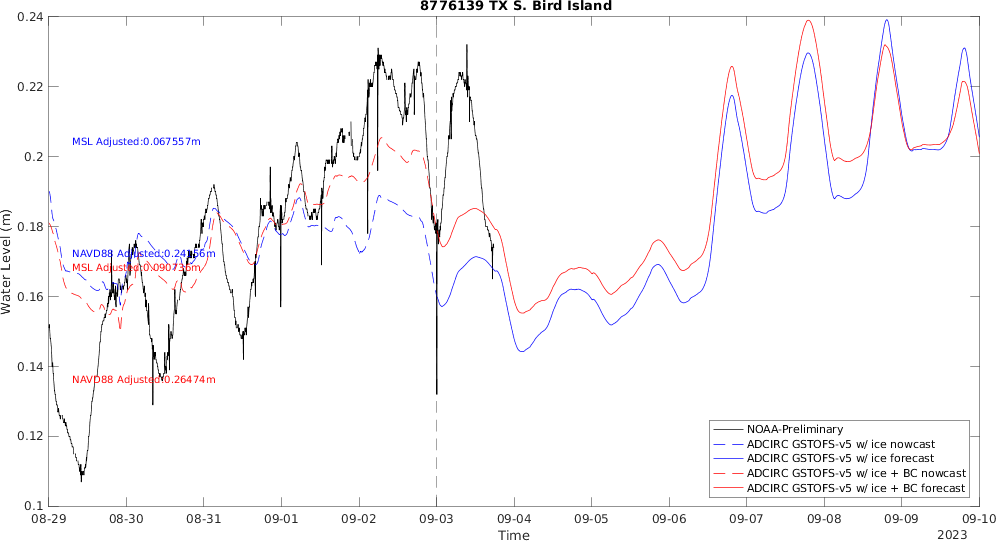 8776139 TX S. Bird Island
Water Level (m)
0.24
0.22
0.2
0.18
0.16
0.14
0.12
0.1
MSL Adjusted:0.067557m
MSL Adjusted:0.090736m
NAVD88 Adjusted:0.26474m
NOAA-Preliminary
ADCIRC GSTOFS-v5 w/ ice nowcast
ADCIRC GSTOFS-v5 w/ ice forecast
ADCIRC GSTOFS-v5 w/ ice + BC nowcast
ADCIRC GSTOFS-v5 w/ ice + BC forecast
08-29 08-30 08-31 09-01 09-02 09-03 09-04 09-05 09-06 09-07 09-08 09-09 09-10
Time
2023